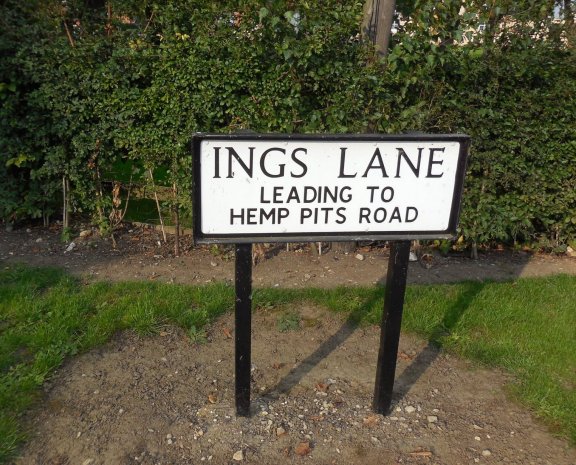 INGS LANE
LEADING TO
HEMP PITS ROAD